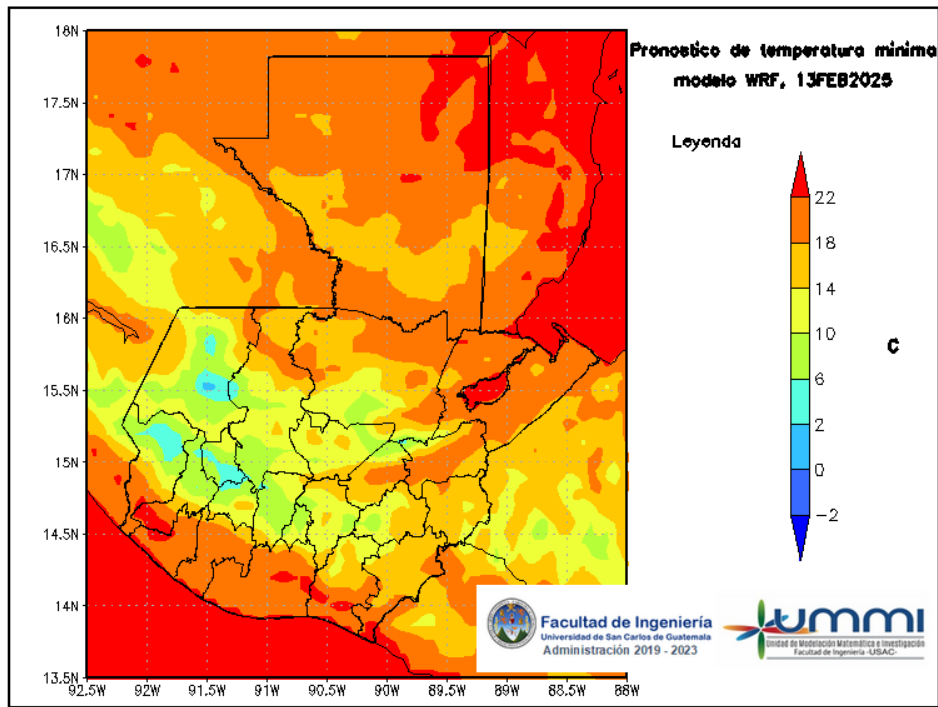 Pronostico de temperatura minima
modelo WRF, 13FEB2025
Leyenda
22
18
14
10
6
2
0
-2
C
18N
17.5N
17N
16.5N
16N
15.5N
15N
14.5N
14N
13.5N
92.5W 92W 91.5W 91W 90.5W 90W 89.5W 89W 88.5W 88W
Facultad de Ingeniería
Universidad de San Carlos de Guatemala
Administración 2019 - 2023
ummi
Unidad de Modelación Matemática e Investigación
Facultad de Ingeniería -USAC-